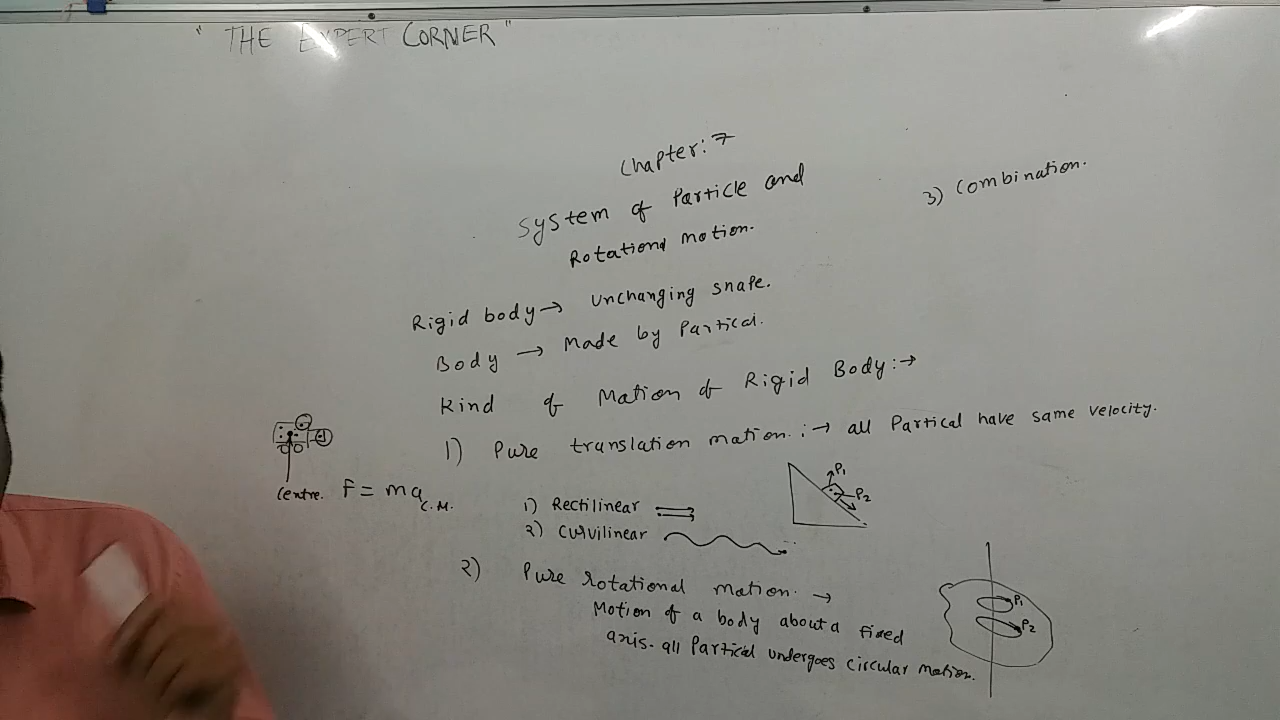 " THE EXPERT CORNER "
Chapter: 7
System of Particle and
Rotational motion.
3) Combination.
Rigid body → Unchanging shape.
Body → Made by Partical.
Kind of Mation of Rigid Body :→
1) Pure translation mation. :→ all Partical have same velocity.
Centre. F = ma C.M.
1) Rectilinear
2) Curvilinear
P1
P2
2) Pure rotational mation. →
Motion of a body about a fixed
axis. all Partical undergoes Circular Motion.
P1
P2